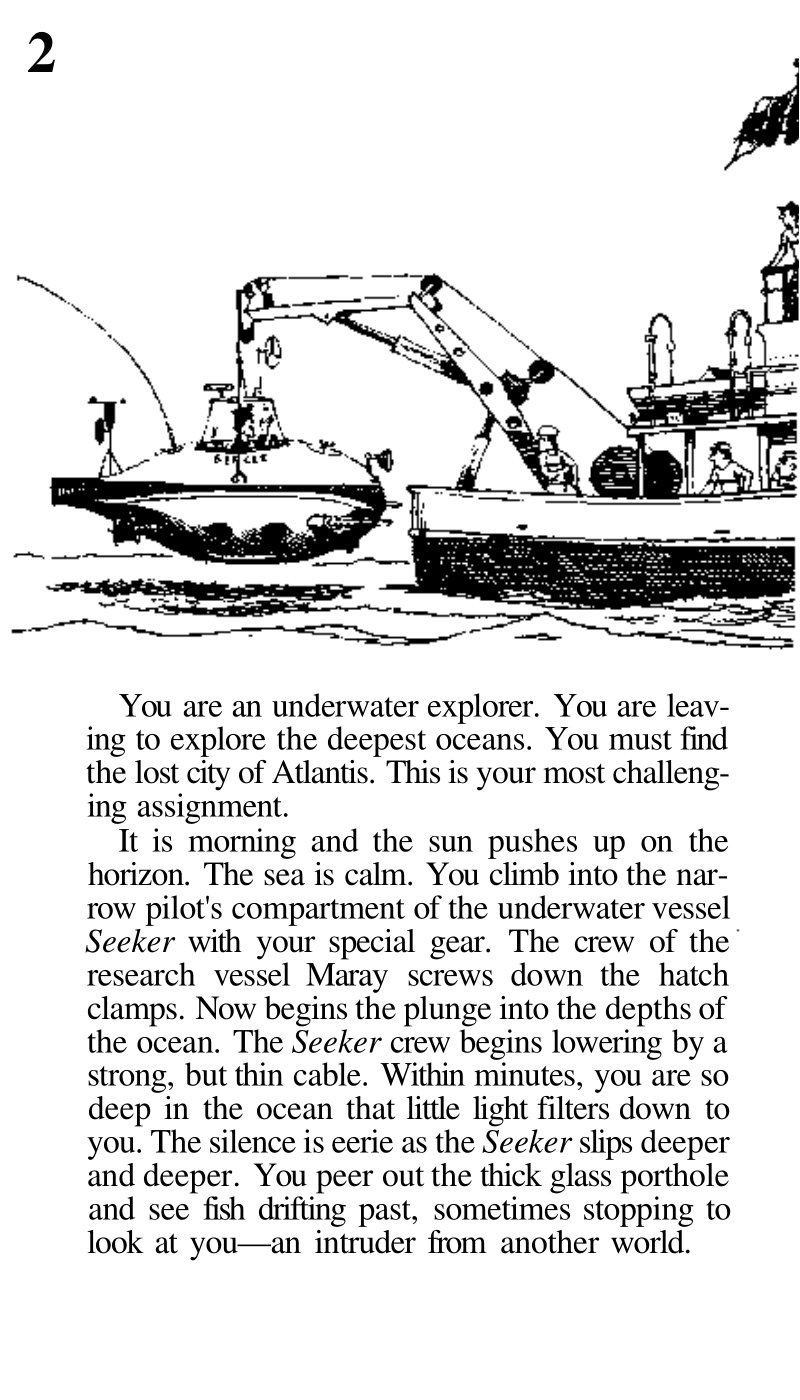 2
You are an underwater explorer. You are leav-
ing to explore the deepest oceans. You must find
the lost city of Atlantis. This is your most challeng-
ing assignment.
It is morning and the sun pushes up on the
horizon. The sea is calm. You climb into the nar-
row pilot's compartment of the underwater vessel
Seeker with your special gear. The crew of the
research vessel Maray screws down the hatch
clamps. Now begins the plunge into the depths of
the ocean. The Seeker crew begins lowering by a
strong, but thin cable. Within minutes, you are so
deep in the ocean that little light filters down to
you. The silence is eerie as the Seeker slips deeper
and deeper. You peer out the thick glass porthole
and see fish drifting past, sometimes stopping to
look at you—an intruder from another world.